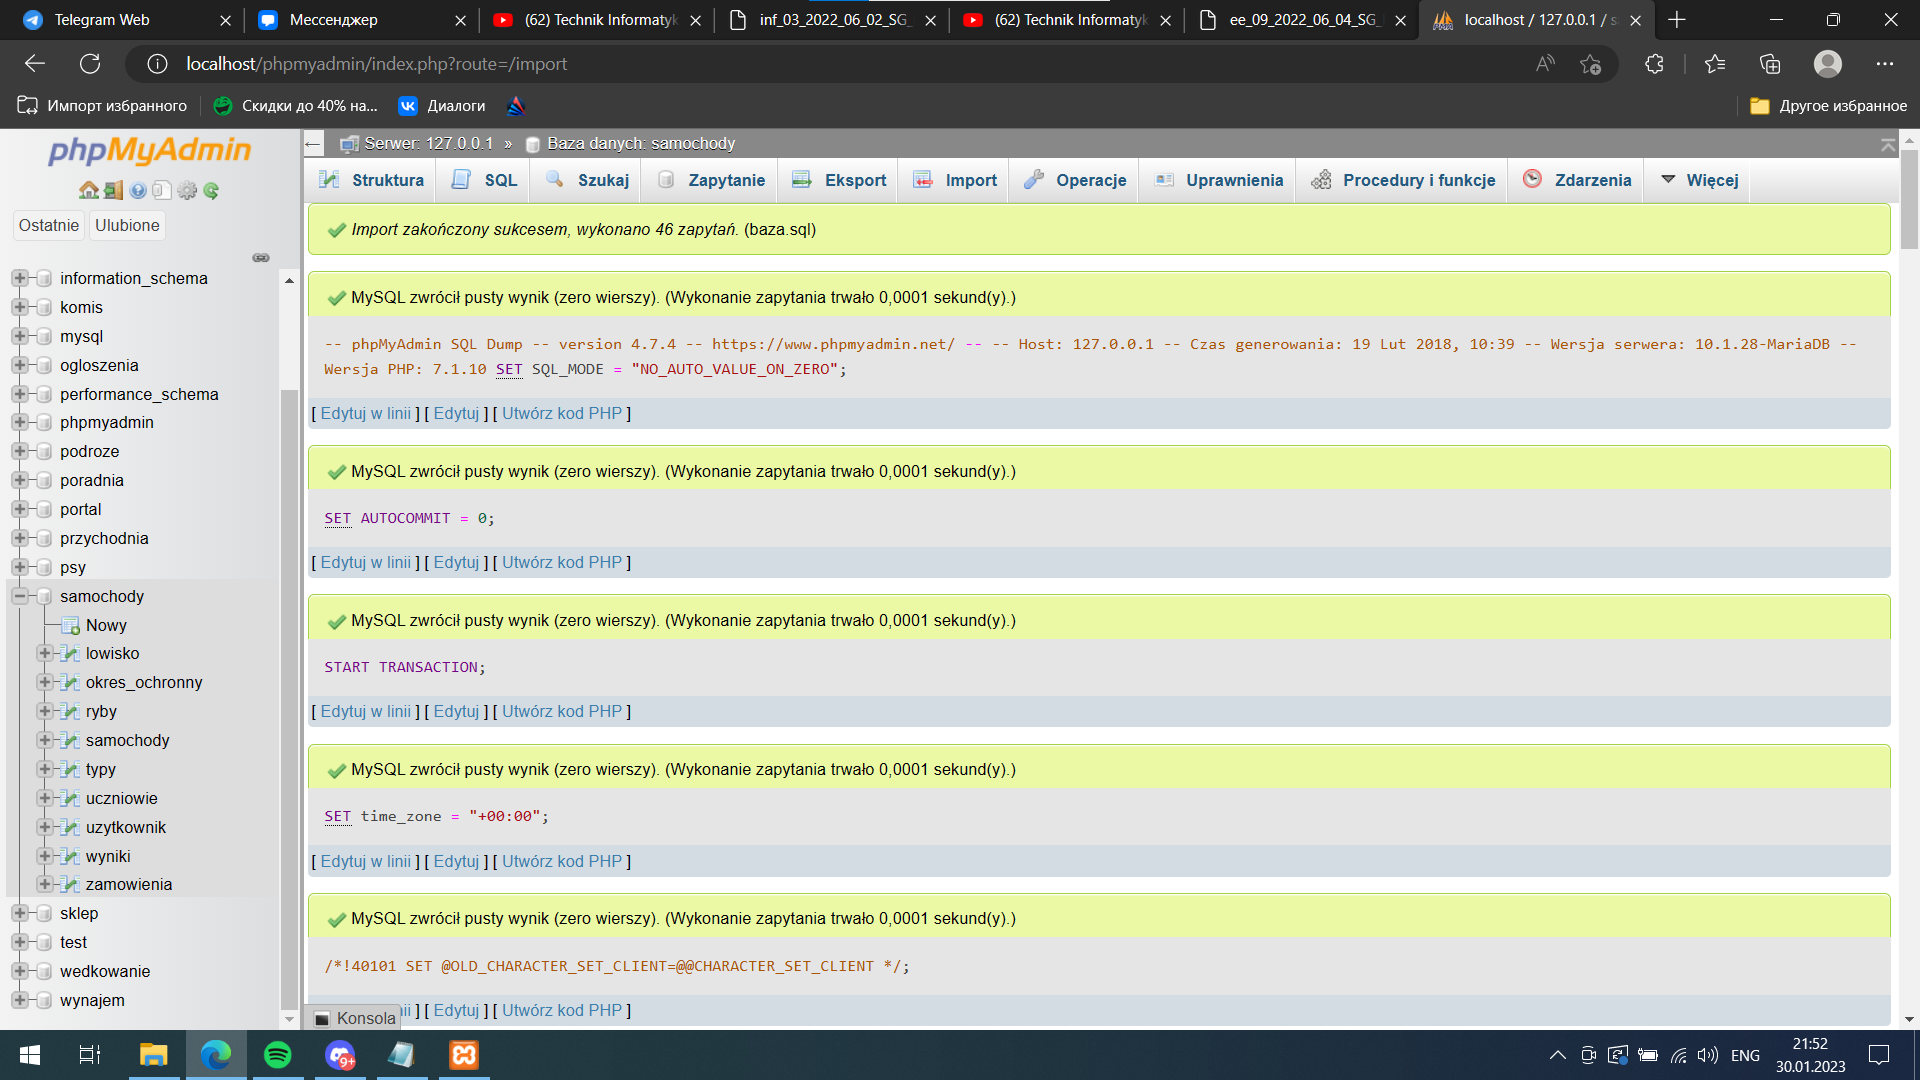 Telegram Web
Мессенджер
(62) Technik Informatyk
inf_03_2022_06_02_SG_
(62) Technik Informatyk
ee_09_2022_06_04_SG_
localhost / 127.0.0.1 / s
localhost/phpmyadmin/index.php?route=/import
Импорт избранного
Скидки до 40% на...
Диалоги
Другое избранное
phpMyAdmin
Ostatnie
Ulubione
information_schema
komis
mysql
ogloszenia
performance_schema
phpmyadmin
podroze
poradnia
portal
przychodnia
psy
samochody
Nowy
lowisko
okres_ochronny
ryby
samochody
typy
uczniowie
uzytkownik
wyniki
zamowienia
sklep
test
wedkowanie
wynajem
Serwer: 127.0.0.1 » Baza danych: samochody
Struktura
SQL
Szukaj
Zapytanie
Eksport
Import
Operacje
Uprawnienia
Procedury i funkcje
Zdarzenia
Więcej
Import zakończony sukcesem, wykonano 46 zapytań. (baza.sql)
MySQL zwrócił pusty wynik (zero wierszy). (Wykonanie zapytania trwało 0,0001 sekund(y).)
-- phpMyAdmin SQL Dump -- version 4.7.4 -- https://www.phpmyadmin.net/ -- -- Host: 127.0.0.1 -- Czas generowania: 19 Lut 2018, 10:39 -- Wersja serwera: 10.1.28-MariaDB --
Wersja PHP: 7.1.10 SET SQL_MODE = "NO_AUTO_VALUE_ON_ZERO";
[ Edytuj w linii ] [ Edytuj ] [ Utwórz kod PHP ]
MySQL zwrócił pusty wynik (zero wierszy). (Wykonanie zapytania trwało 0,0001 sekund(y).)
SET AUTOCOMMIT = 0;
[ Edytuj w linii ] [ Edytuj ] [ Utwórz kod PHP ]
MySQL zwrócił pusty wynik (zero wierszy). (Wykonanie zapytania trwało 0,0001 sekund(y).)
START TRANSACTION;
[ Edytuj w linii ] [ Edytuj ] [ Utwórz kod PHP ]
MySQL zwrócił pusty wynik (zero wierszy). (Wykonanie zapytania trwało 0,0001 sekund(y).)
SET time_zone = "+00:00";
[ Edytuj w linii ] [ Edytuj ] [ Utwórz kod PHP ]
MySQL zwrócił pusty wynik (zero wierszy). (Wykonanie zapytania trwało 0,0001 sekund(y).)
/*!40101 SET @OLD_CHARACTER_SET_CLIENT=@@CHARACTER_SET_CLIENT */;
ii ] [ Edytuj ] [ Utwórz kod PHP ]
Konsola
9+
ENG
21:52
30.01.2023